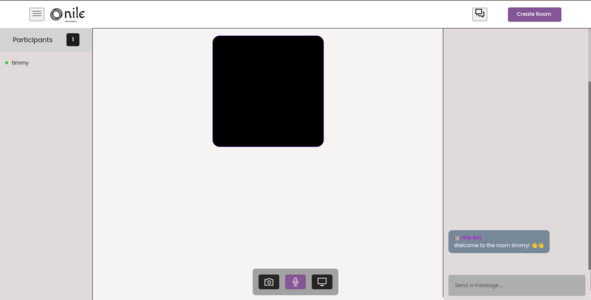 nile
Create Room
Participants
1
timmy
Nile Bot
Welcome to the room timmy! 👋👋
Send a message...